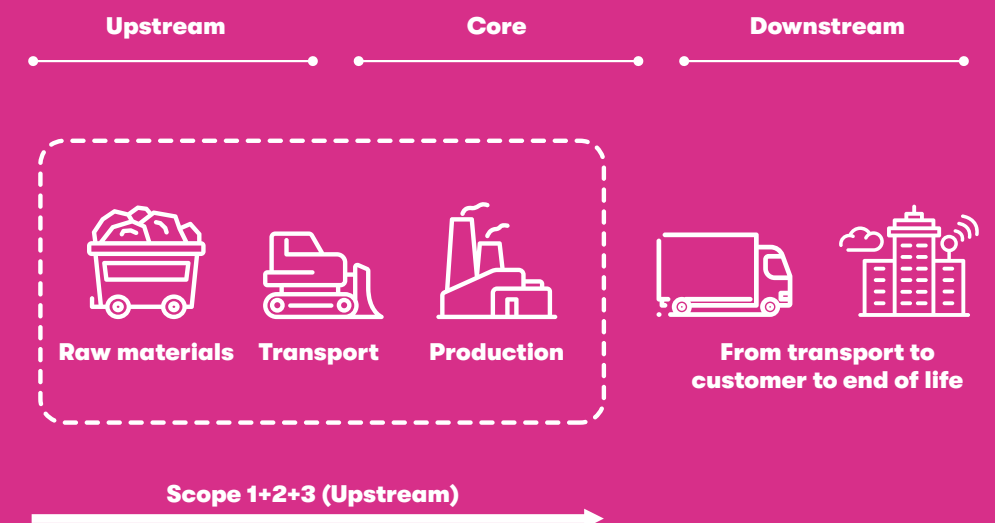 Upstream
Core
Downstream
Raw materials
Transport
Production
From transport to
customer to end of life
Scope 1+2+3 (Upstream)